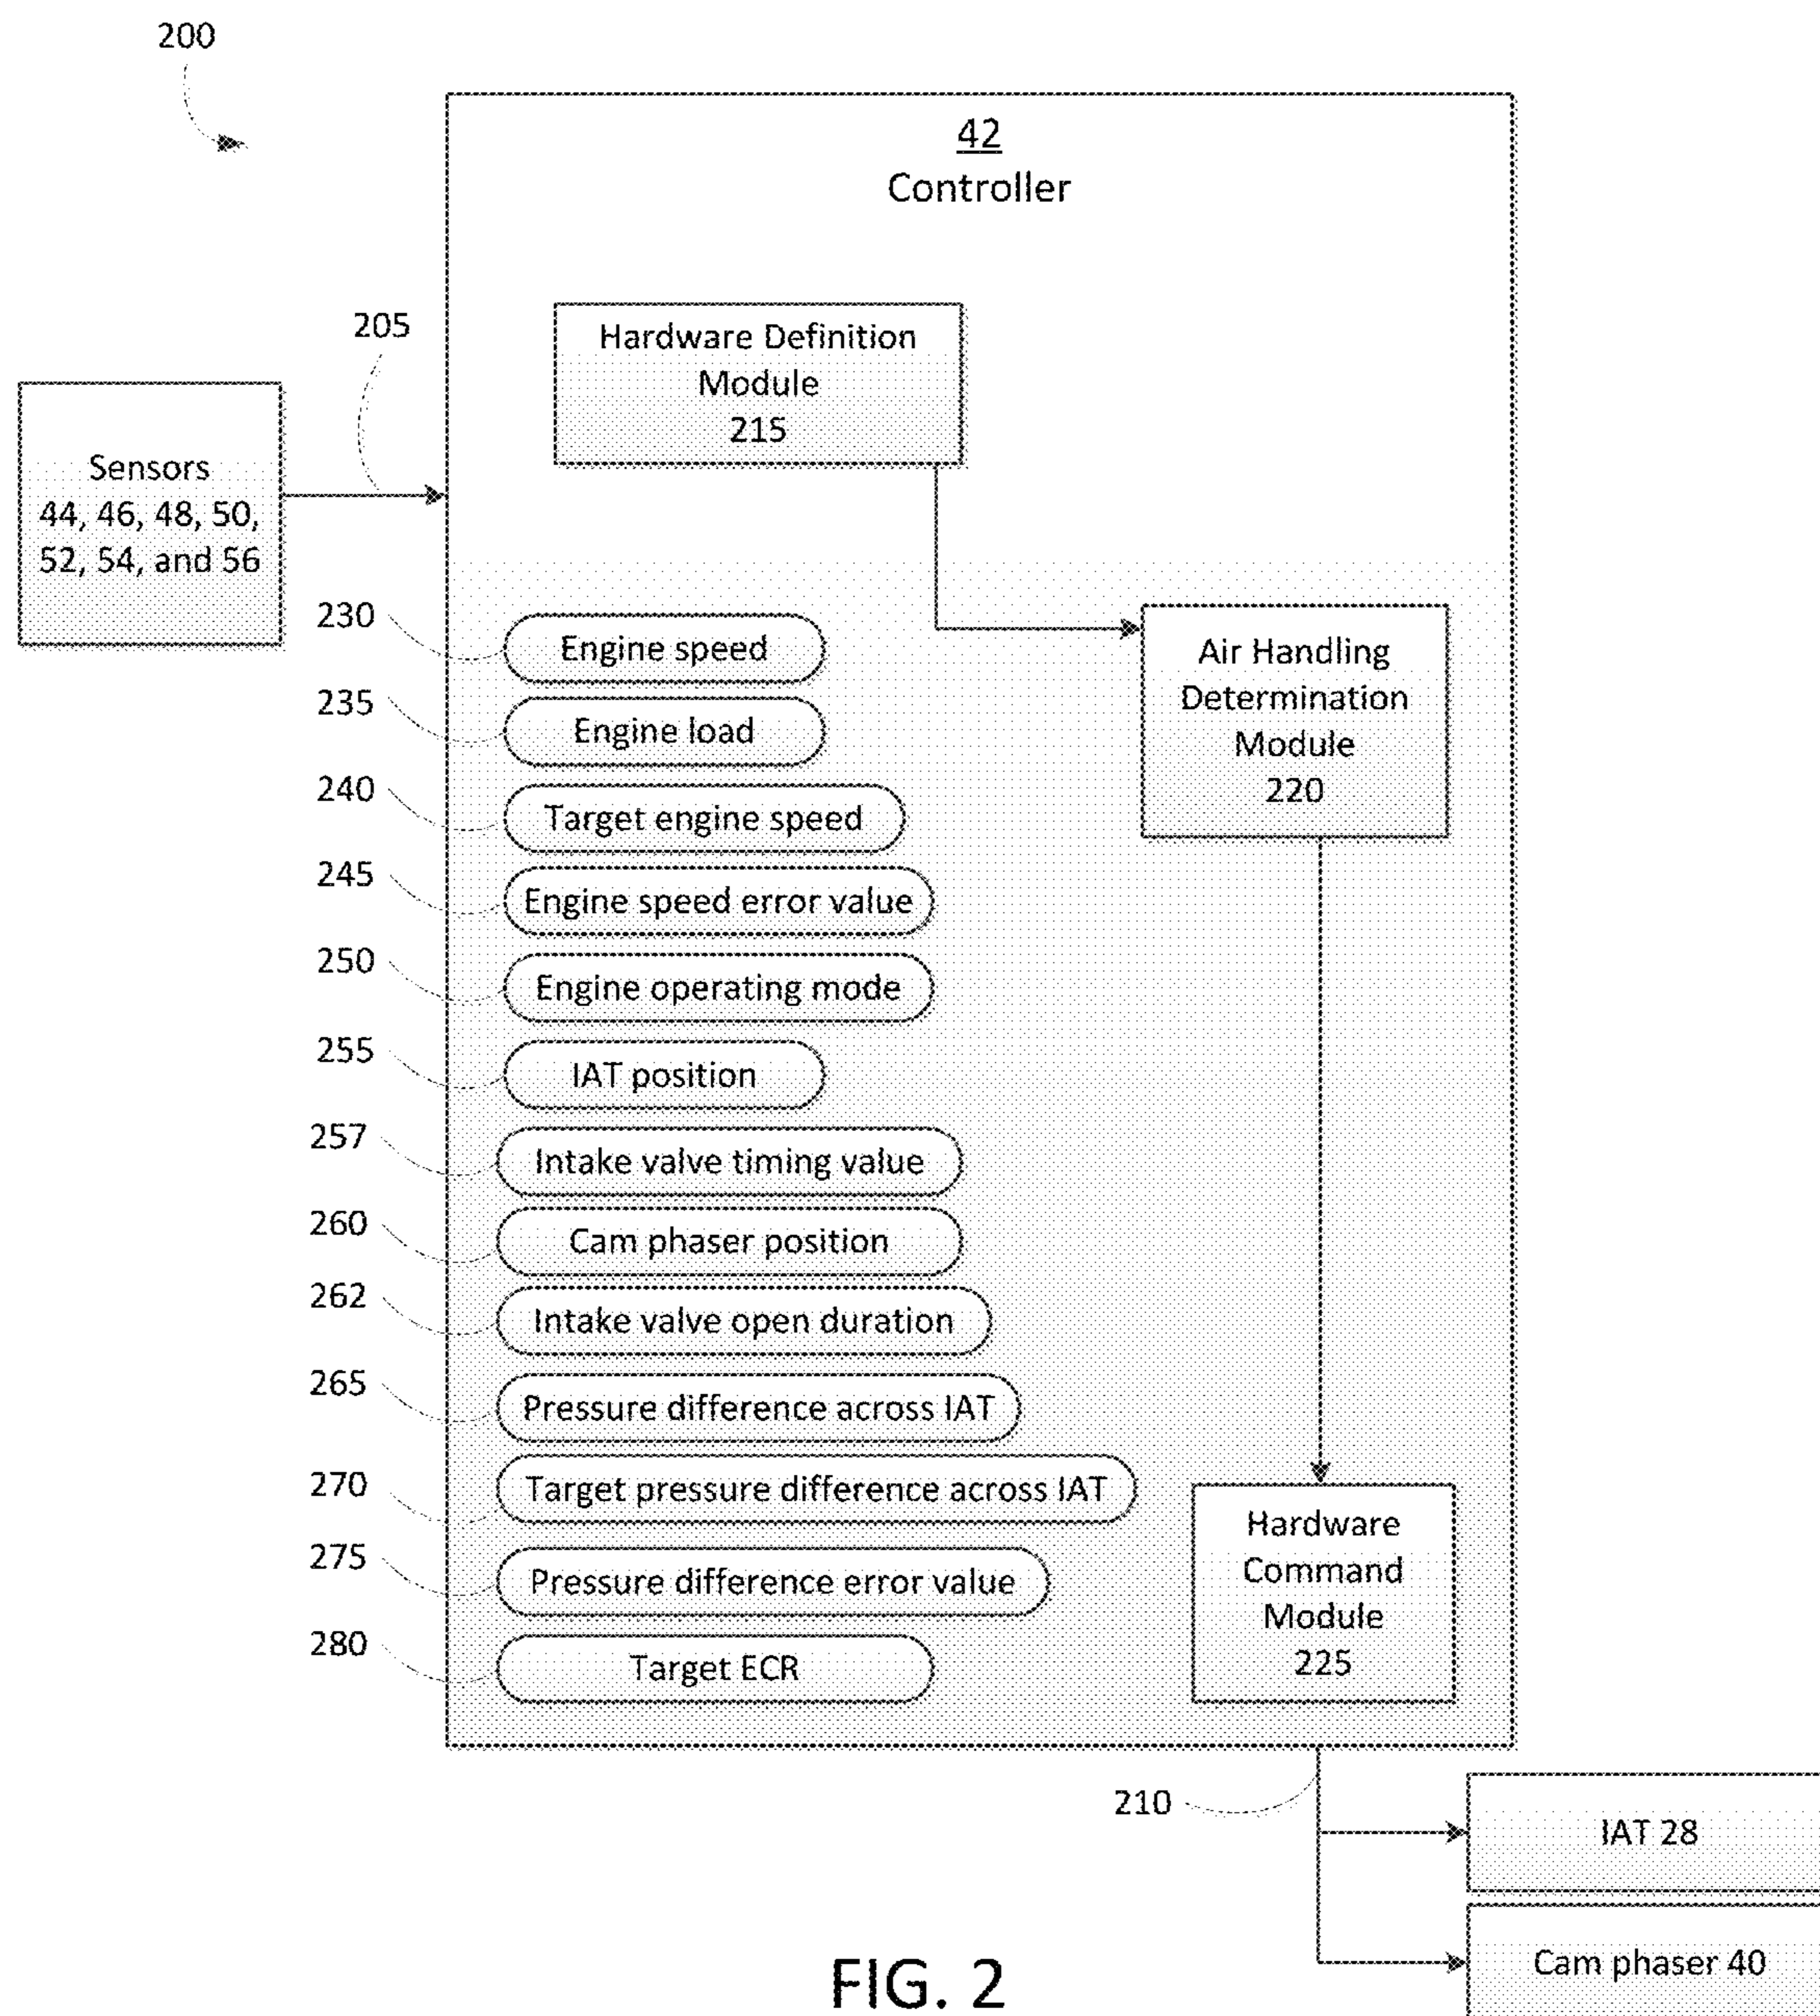 200
42
Controller
205
Hardware Definition
Module
215
Sensors
44, 46, 48, 50,
52, 54, and 56
230
Engine speed
235
Engine load
240
Target engine speed
245
Engine speed error value
250
Engine operating mode
255
IAT position
257
Intake valve timing value
260
Cam phaser position
262
Intake valve open duration
265
Pressure difference across IAT
270
Target pressure difference across IAT
275
Pressure difference error value
280
Target ECR
Air Handling
Determination
Module
220
Hardware
Command
Module
225
210
IAT 28
Cam phaser 40
FIG. 2